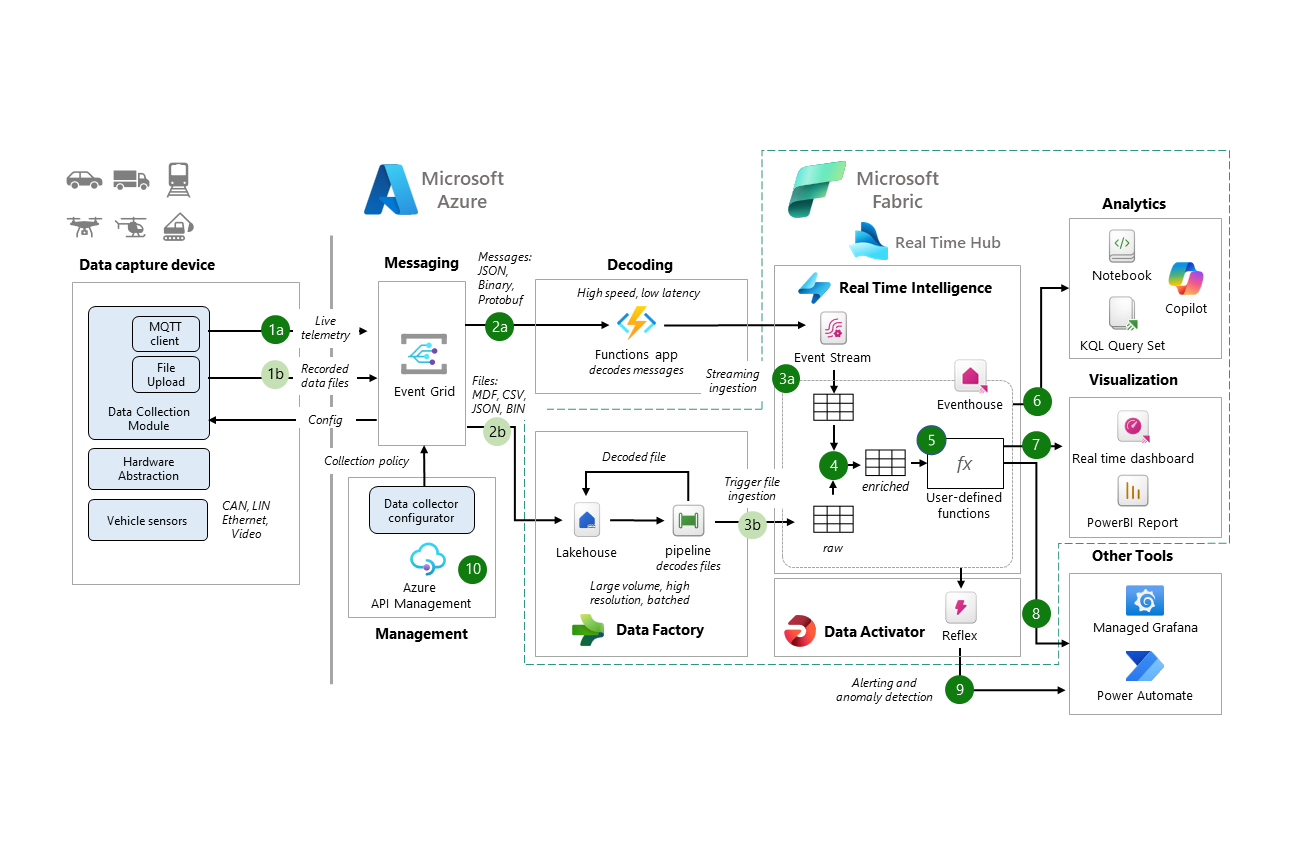 Microsoft
Azure
Microsoft
Fabric
Real Time Hub
Data capture device
MQTT
client
File
Upload
Data Collection
Module
Hardware
Abstraction
Vehicle sensors
CAN, LIN
Ethernet,
Video
1a
Live
telemetry
1b
Recorded
data files
Config
Messaging
Event Grid
Collection policy
Data collector
configurator
Azure
API Management
10
Management
Messages:
JSON,
Binary,
Protobuf
2a
Files:
MDF, CSV,
JSON, BIN
2b
Decoding
High speed, low latency
Functions app
decodes messages
Streaming
ingestion
3a
Decoded file
Lakehouse
pipeline
decodes files
Large volume, high
resolution, batched
Data Factory
Trigger file
ingestion
3b
Real Time Intelligence
Event Stream
Eventhouse
4
enriched
raw
5
fx
User-defined
functions
Data Activator
Reflex
Alerting and
anomaly detection
9
6
7
8
Analytics
Notebook
Copilot
KQL Query Set
Visualization
Real time dashboard
PowerBI Report
Other Tools
Managed Grafana
Power Automate